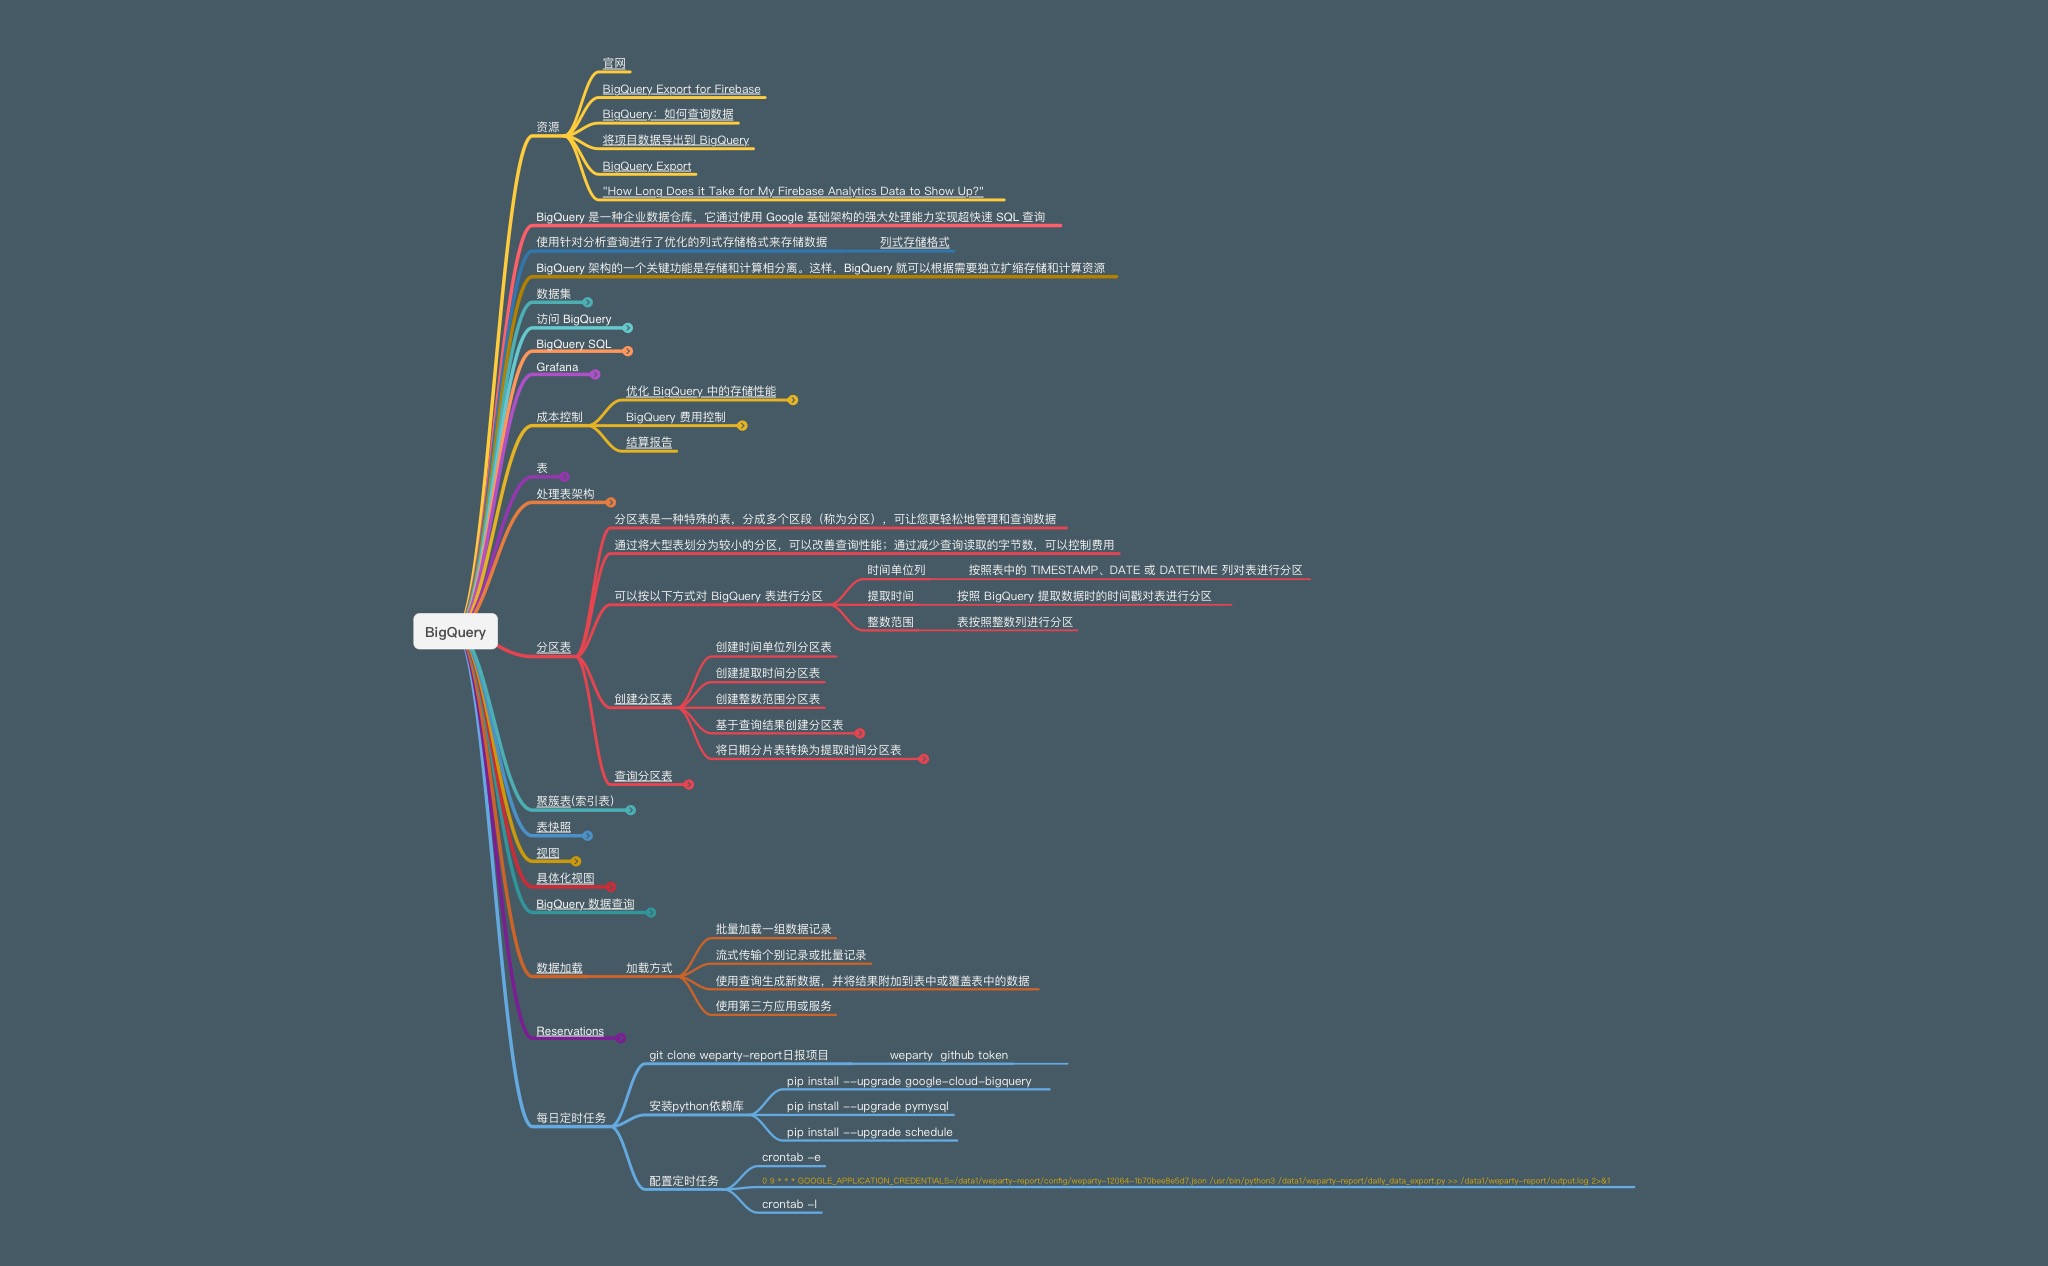 官网
BigQuery Export for Firebase
BigQuery：如何查询数据
资源
将项目数据导出到 BigQuery
BigQuery Export
"How Long Does it Take for My Firebase Analytics Data to Show Up?"
BigQuery 是一种企业数据仓库，它通过使用 Google 基础架构的强大处理能力实现超快速 SQL 查询
使用针对分析查询进行了优化的列式存储格式来存储数据 列式存储格式
BigQuery 架构的一个关键功能是存储和计算相分离。这样，BigQuery 就可以根据需要独立扩缩存储和计算资源
数据集
访问 BigQuery
BigQuery SQL
Grafana
优化 BigQuery 中的存储性能
成本控制 BigQuery 费用控制
结算报告
表
处理表架构
分区表是一种特殊的表，分成多个区段（称为分区），可让您更轻松地管理和查询数据
通过将大型表划分为较小的分区，可以改善查询性能；通过减少查询读取的字节数，可以控制费用
时间单位列 按照表中的 TIMESTAMP、DATE 或 DATETIME 列对表进行分区
可以按以下方式对 BigQuery 表进行分区 提取时间 按照 BigQuery 提取数据时的时间戳对表进行分区
整数范围 表按照整数列进行分区
BigQuery
分区表 创建时间单位列分区表
创建提取时间分区表
创建分区表 创建整数范围分区表
基于查询结果创建分区表
将日期分片表转换为提取时间分区表
查询分区表
聚簇表(索引表)
表快照
视图
具体化视图
BigQuery 数据查询
批量加载一组数据记录
流式传输个别记录或批量记录
数据加载 加载方式
使用查询生成新数据，并将结果附加到表中或覆盖表中的数据
使用第三方应用或服务
Reservations
git clone weparty-report日报项目 weparty github token
pip install --upgrade google-cloud-bigquery
安装python依赖库 pip install --upgrade pymysql
每日定时任务
pip install --upgrade schedule
crontab -e
配置定时任务 0 9 * * * GOOGLE_APPLICATION_CREDENTIALS=/data1/weparty-report/config/weparty-12064-1b70bee8e5d7.json /usr/bin/python3 /data1/weparty-report/daily_data_export.py >> /data1/weparty-report/output.log 2>&1
crontab -l